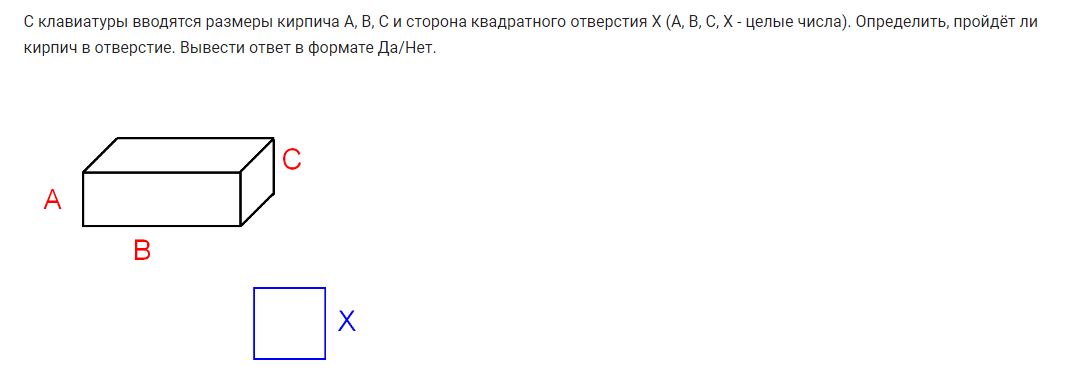 С клавиатуры вводятся размеры кирпича А, В, С и сторона квадратного отверстия Х (А, В, С, Х - целые числа). Определить, пройдёт ли
кирпич в отверстие. Вывести ответ в формате Да/Нет.
C
A
B
X